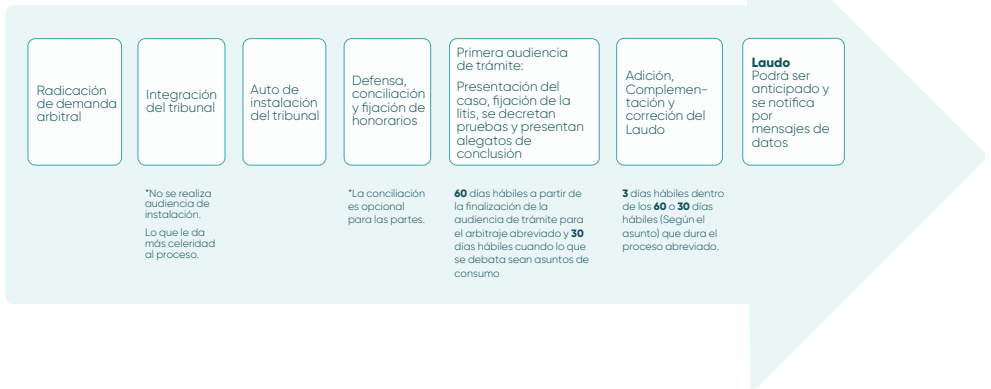 Radicación
de demanda
arbitral
Integración
del tribunal
Auto de
instalación
del tribunal
Defensa,
conciliación
y fijación de
honorarios
Primera audiencia
de trámite:
Presentación del
caso, fijación de la
litis, se decretan
pruebas y presentan
alegatos de
conclusión
Adición,
Complemen-
tación y
correción del
Laudo
Laudo
Podrá ser
anticipado y
se notifica
por
mensajes de
datos
*No se realiza
audiencia de
instalación.
Lo que le da
más celeridad
al proceso.
*La conciliación
es opcional
para las partes.
60 días hábiles a partir de
la finalización de la
audiencia de trámite para
el arbitraje abreviado y 30
días hábiles cuando lo que
se debata sean asuntos de
consumo
3 días hábiles dentro
de los 60 o 30 días
hábiles (Según el
asunto) que dura el
proceso abreviado.